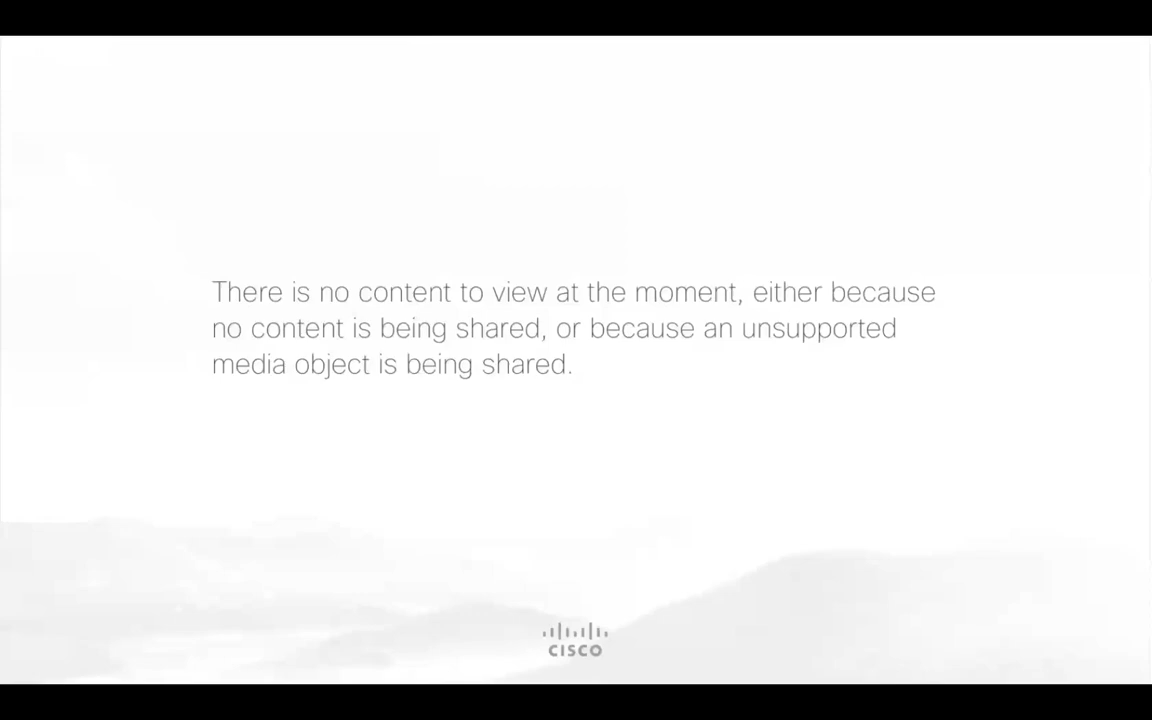 There is no content to view at the moment, either because
no content is being shared, or because an unsupported
media object is being shared.
CISCO